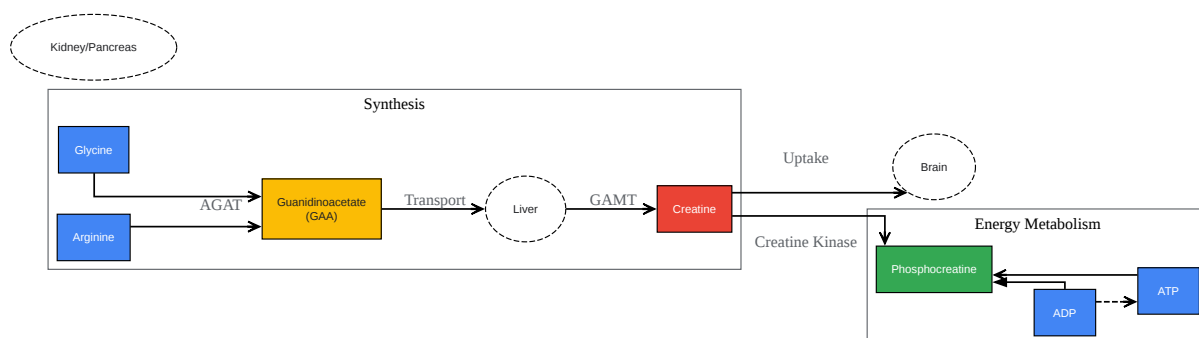 Kidney/Pancreas
Synthesis
Glycine
AGAT
Arginine
Guanidinoacetate
(GAA)
Transport
Liver
GAMT
Creatine
Uptake
Brain
Creatine Kinase
Energy Metabolism
Phosphocreatine
ADP
ATP